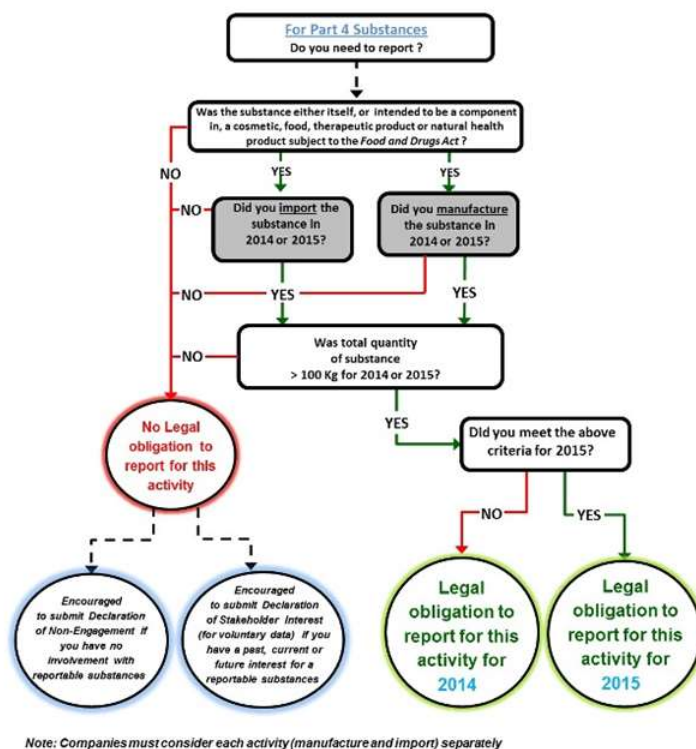 For Part 4 Substances
Do you need to report ?
Was the substance either itself, or intended to be a component
in, a cosmetic, food, therapeutic product or natural health
product subject to the Food and Drugs Act ?
NO
YES
YES
NO
Did you import the
substance in
2014 or 2015?
Did you manufacture
the substance in
2014 or 2015?
NO
YES
YES
NO
Was total quantity
of substance
> 100 Kg for 2014 or 2015?
YES
Did you meet the above
criteria for 2015?
No Legal
obligation to
report for this
activity
NO
YES
Encouraged
to submit Declaration
of Non-Engagement if
you have no
involvement with
reportable substances
Encouraged
to submit Declaration
of Stakeholder Interest
(for voluntary data) if you
have a past, current or
future interest for a
reportable substances
Legal
obligation to
report for this
activity for
2014
Legal
obligation to
report for this
activity for
2015
Note: Companies must consider each activity (manufacture and import) separately